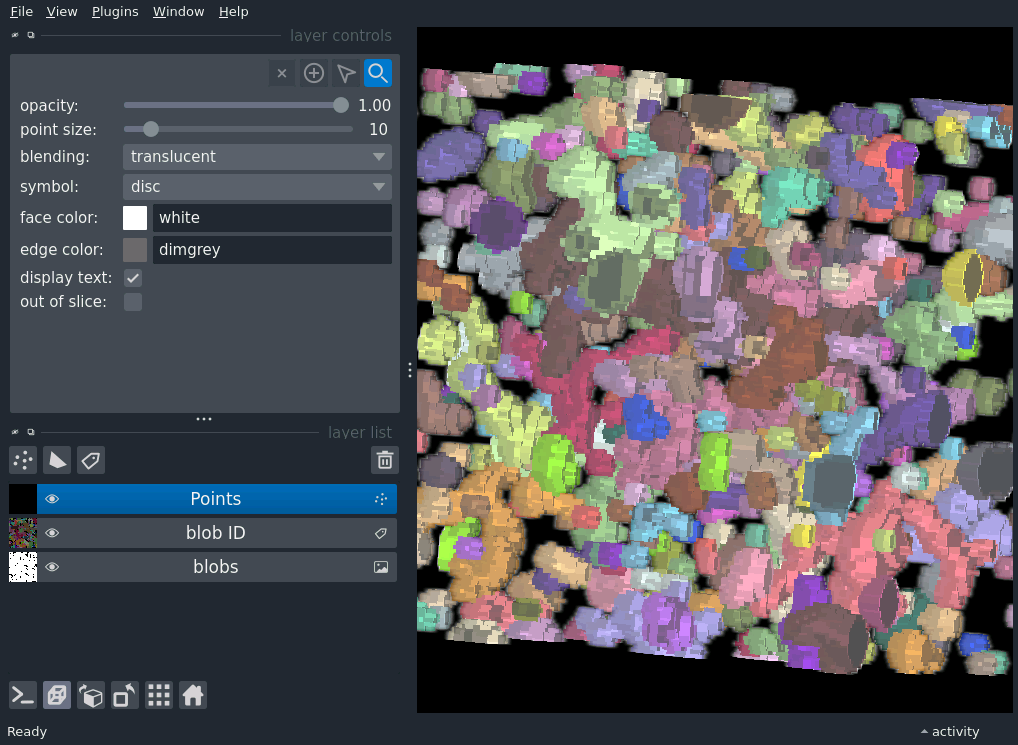 File View Plugins Window Help
layer controls
opacity: 1.00
point size: 10
blending: translucent
symbol: disc
face color: white
edge color: dimgrey
display text:
out of slice:
layer list
Points
blob ID
blobs
Ready activity